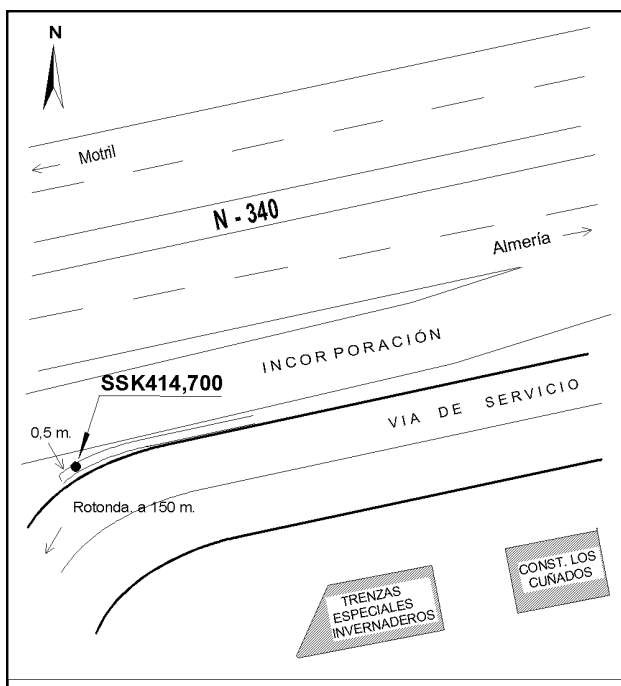 N
Motril
N - 340
Almería
INCORPORACIÓN
SSK414,700
VIA DE SERVICIO
0,5 m.
Rotonda a 150 m.
TRENZAS
ESPECIALES
INVERNADEROS
CONST. LOS
CUÑADOS